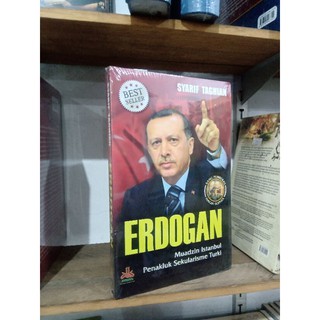 SYARIF TAGHIAN
BEST
SELLER
ERDOGAN
Muadzin Istanbul
Penakluk Sekularisme Turki